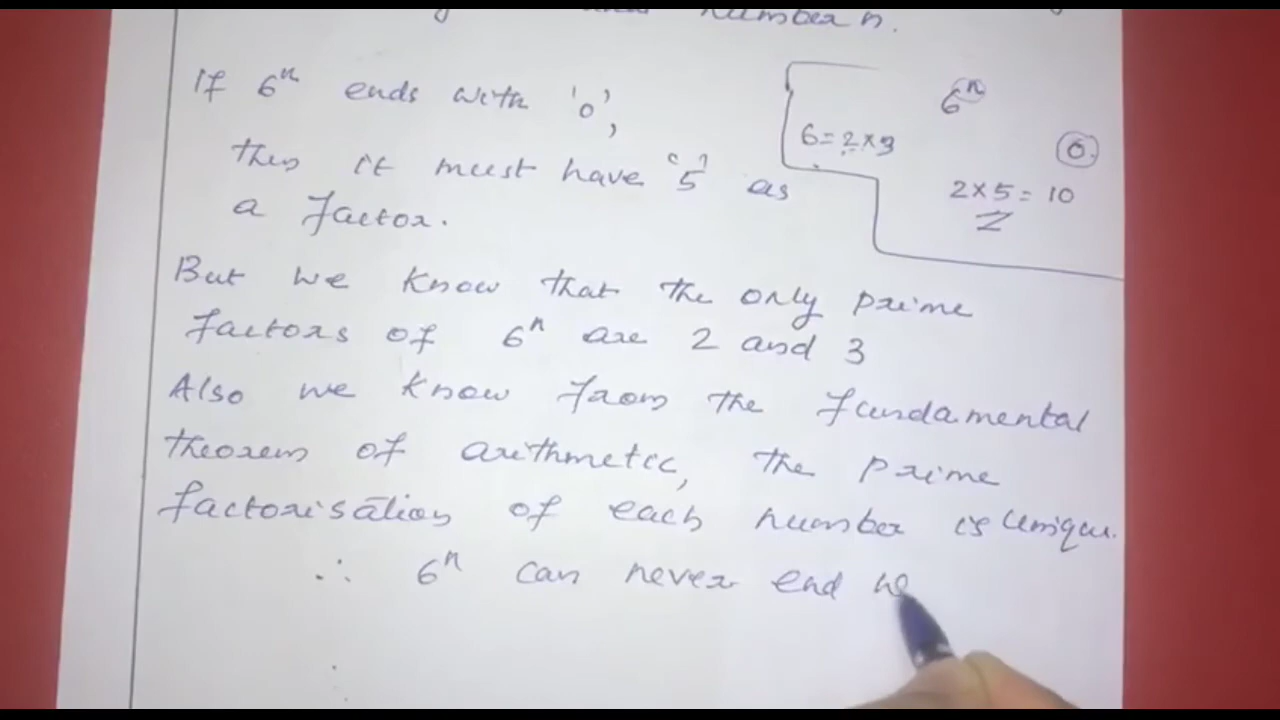 number n.
If 6ⁿ ends with '0',
then it must have '5' as
a factor.
6 = 2 × 3
6ⁿ
0.
2 × 5 = 10
But we know that the only prime
factors of 6ⁿ are 2 and 3
Also we know from the fundamental
theorem of arithmetic, the prime
factorisation of each number is unique.
∴ 6ⁿ can never end